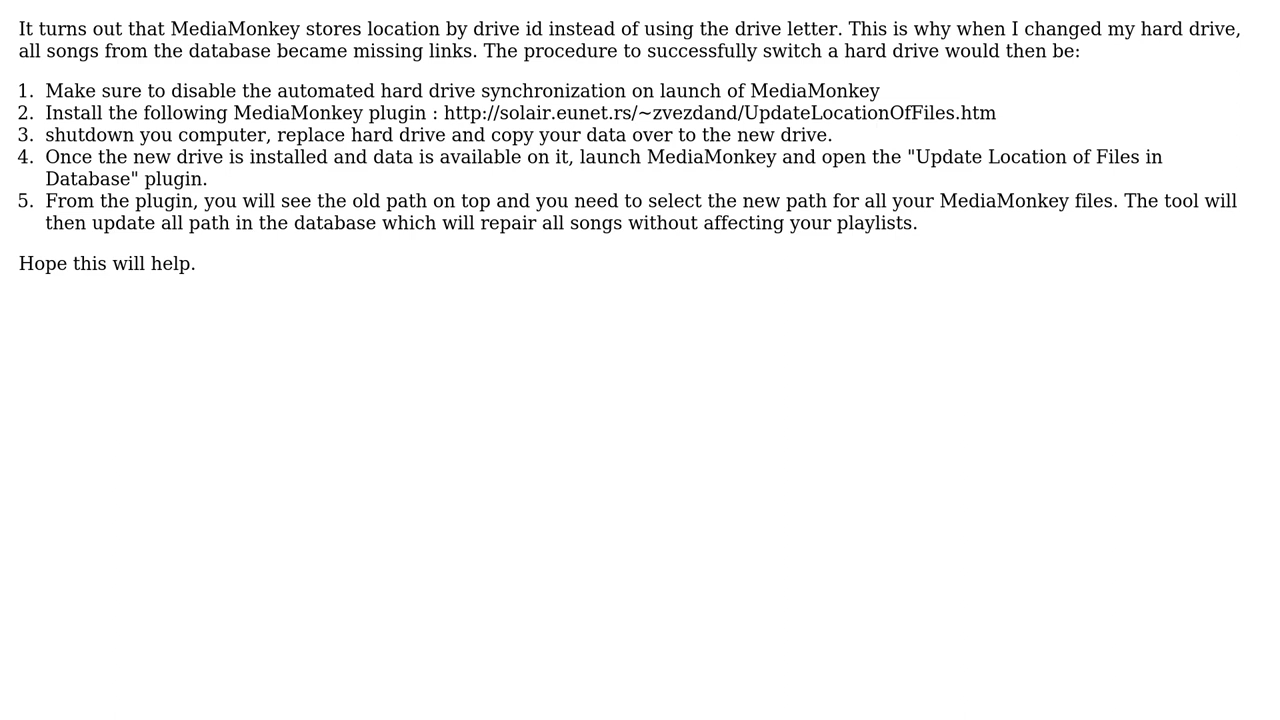 It turns out that MediaMonkey stores location by drive id instead of using the drive letter. This is why when I changed my hard drive,
all songs from the database became missing links. The procedure to successfully switch a hard drive would then be:
1. Make sure to disable the automated hard drive synchronization on launch of MediaMonkey
2. Install the following MediaMonkey plugin : http://solair.eunet.rs/~zvezdand/UpdateLocationOfFiles.htm
3. shutdown you computer, replace hard drive and copy your data over to the new drive.
4. Once the new drive is installed and data is available on it, launch MediaMonkey and open the "Update Location of Files in
Database" plugin.
5. From the plugin, you will see the old path on top and you need to select the new path for all your MediaMonkey files. The tool will
then update all path in the database which will repair all songs without affecting your playlists.
Hope this will help.